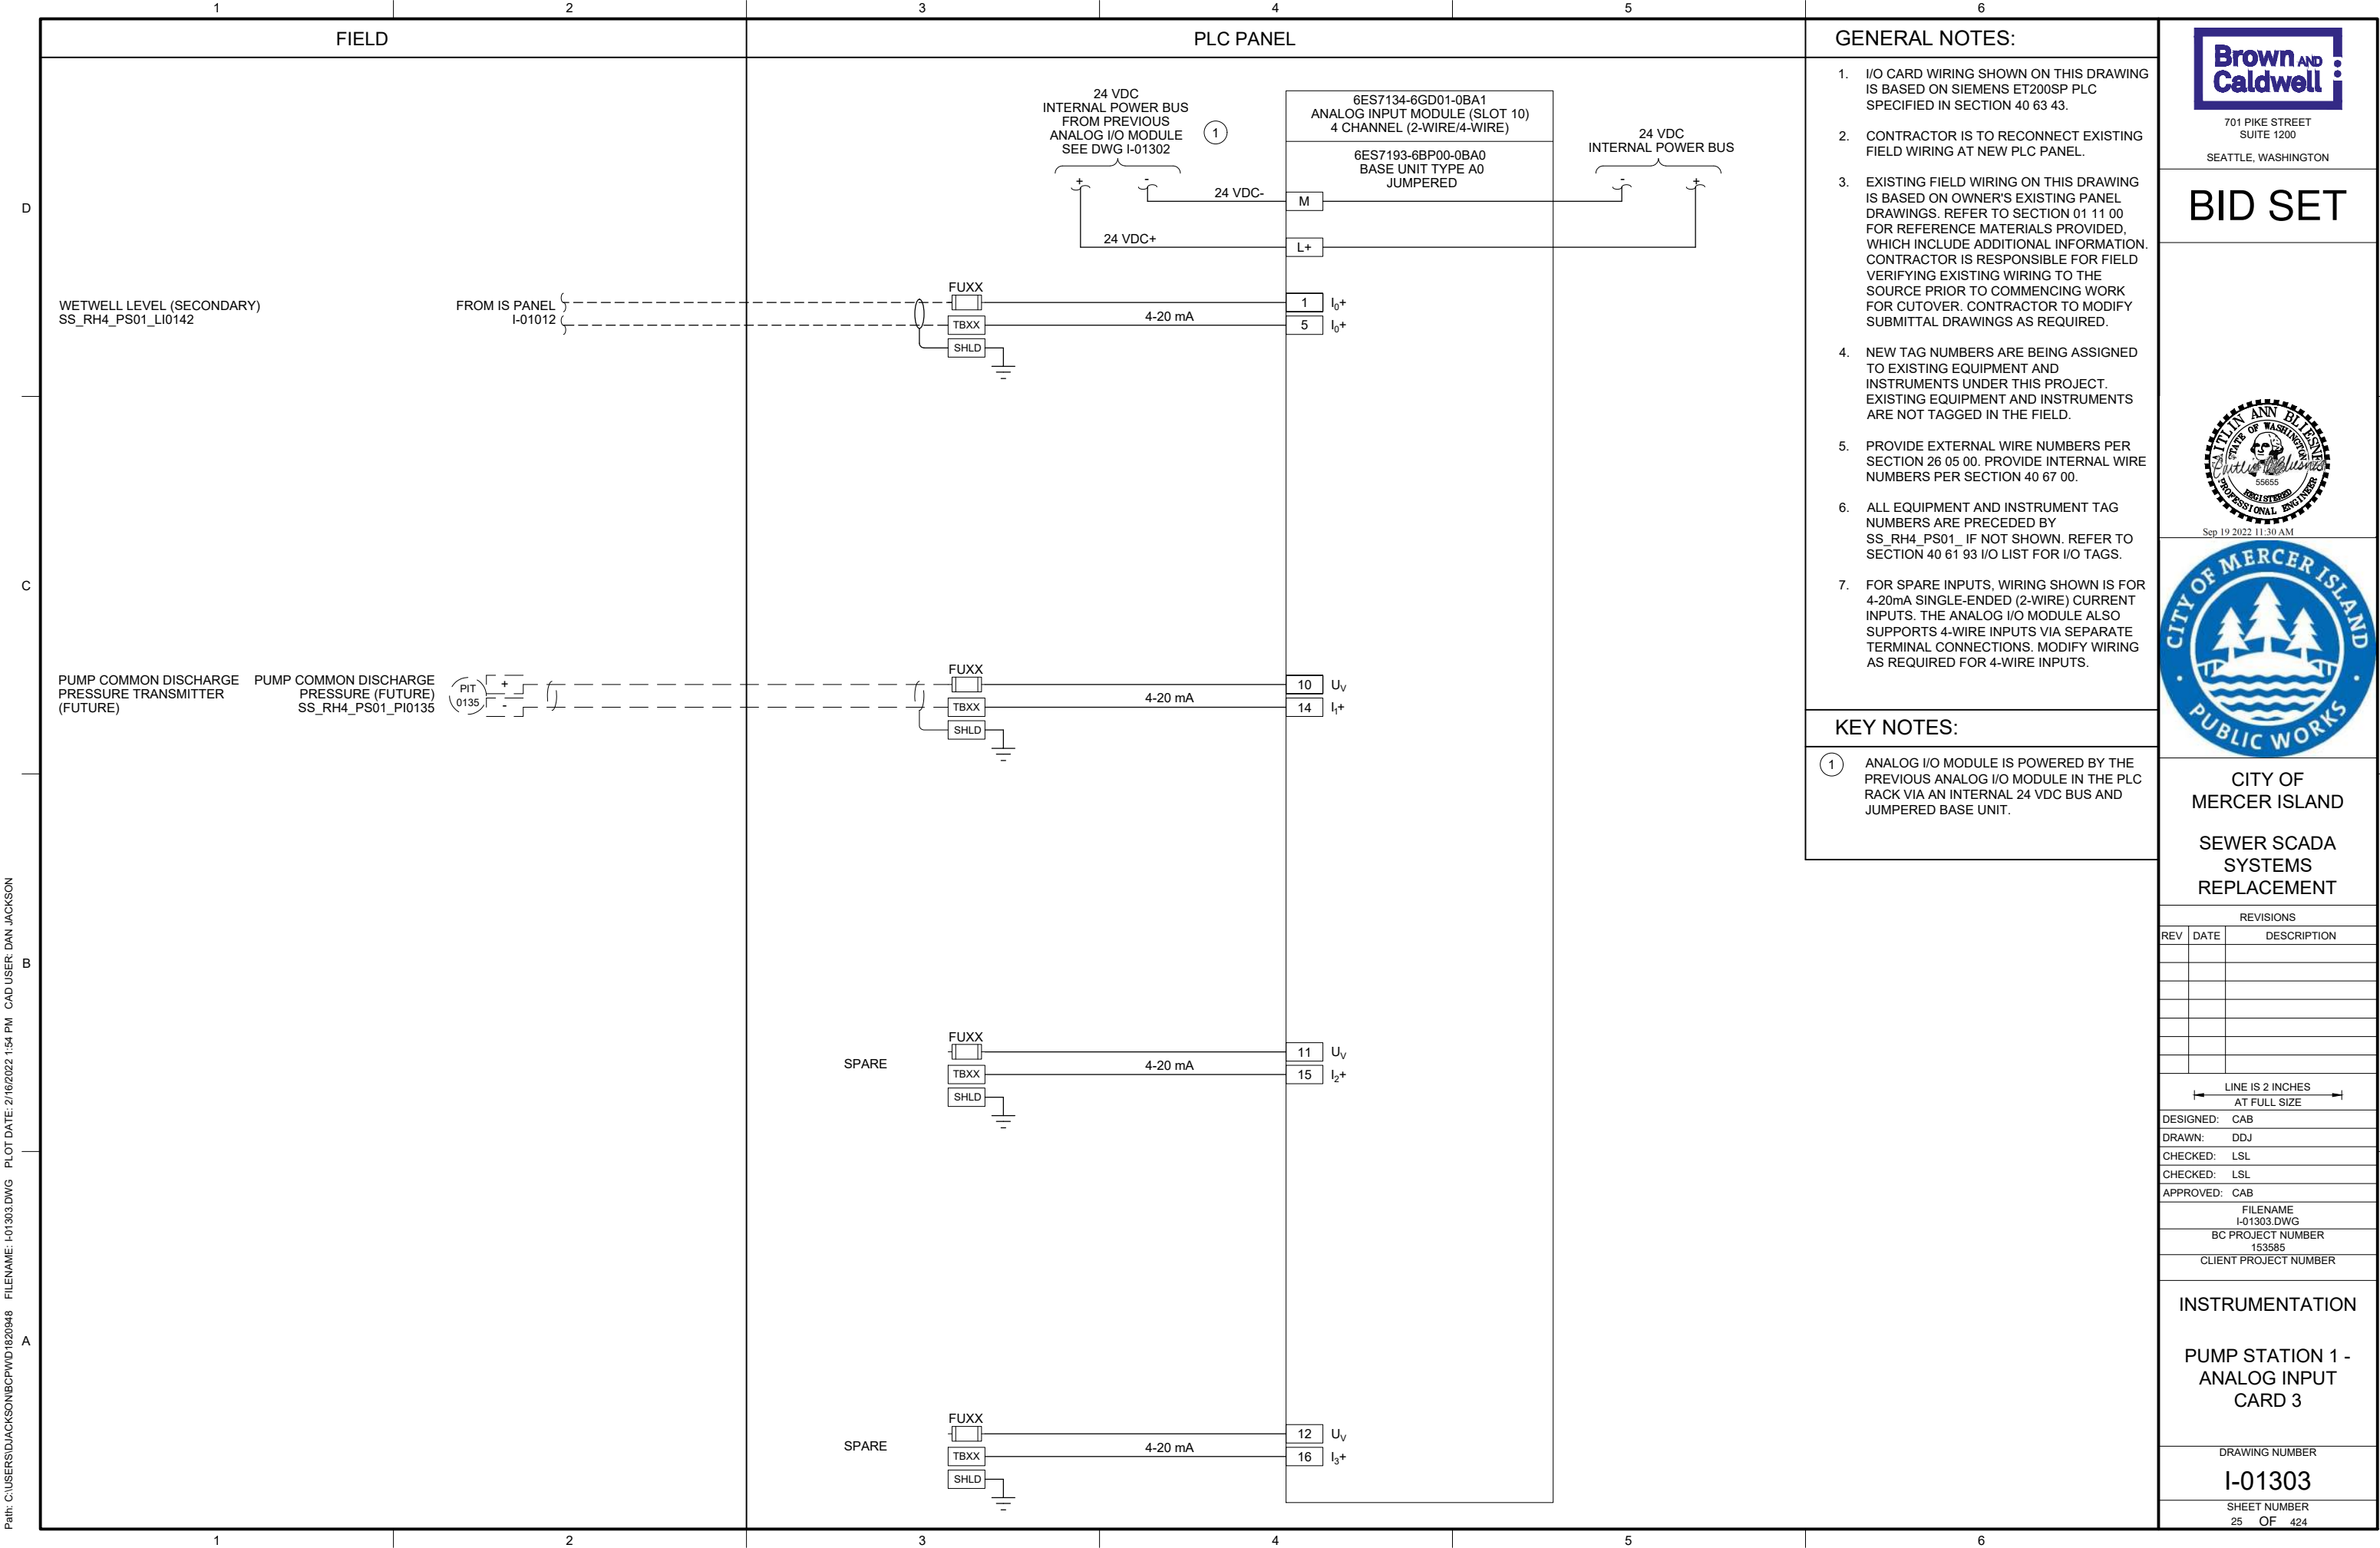 1 2 3 4 5 6
FIELD
PLC PANEL
24 VDC
INTERNAL POWER BUS
FROM PREVIOUS
ANALOG I/O MODULE
SEE DWG I-01302
1
+ -
6ES7134-6GD01-0BA1
ANALOG INPUT MODULE (SLOT 10)
4 CHANNEL (2-WIRE/4-WIRE)
6ES7193-6BP00-0BA0
BASE UNIT TYPE A0
JUMPERED
24 VDC
INTERNAL POWER BUS
- +
24 VDC-
M
24 VDC+
L+
D
WETWELL LEVEL (SECONDARY)
SS_RH4_PS01_LI0142
FROM IS PANEL
I-01012
FUXX
TBXX
SHLD
4-20 mA
1 I0+
5 I0+
C
PUMP COMMON DISCHARGE
PRESSURE TRANSMITTER
(FUTURE)
PUMP COMMON DISCHARGE
PRESSURE (FUTURE)
SS_RH4_PS01_PI0135
PIT
0135
+
-
FUXX
TBXX
SHLD
4-20 mA
10 UV
14 I1+
B
SPARE
FUXX
TBXX
SHLD
4-20 mA
11 UV
15 I2+
A
SPARE
FUXX
TBXX
SHLD
4-20 mA
12 UV
16 I3+
GENERAL NOTES:
1. I/O CARD WIRING SHOWN ON THIS DRAWING
IS BASED ON SIEMENS ET200SP PLC
SPECIFIED IN SECTION 40 63 43.
2. CONTRACTOR IS TO RECONNECT EXISTING
FIELD WIRING AT NEW PLC PANEL.
3. EXISTING FIELD WIRING ON THIS DRAWING
IS BASED ON OWNER'S EXISTING PANEL
DRAWINGS. REFER TO SECTION 01 11 00
FOR REFERENCE MATERIALS PROVIDED,
WHICH INCLUDE ADDITIONAL INFORMATION.
CONTRACTOR IS RESPONSIBLE FOR FIELD
VERIFYING EXISTING WIRING TO THE
SOURCE PRIOR TO COMMENCING WORK
FOR CUTOVER. CONTRACTOR TO MODIFY
SUBMITTAL DRAWINGS AS REQUIRED.
4. NEW TAG NUMBERS ARE BEING ASSIGNED
TO EXISTING EQUIPMENT AND
INSTRUMENTS UNDER THIS PROJECT.
EXISTING EQUIPMENT AND INSTRUMENTS
ARE NOT TAGGED IN THE FIELD.
5. PROVIDE EXTERNAL WIRE NUMBERS PER
SECTION 26 05 00. PROVIDE INTERNAL WIRE
NUMBERS PER SECTION 40 67 00.
6. ALL EQUIPMENT AND INSTRUMENT TAG
NUMBERS ARE PRECEDED BY
SS_RH4_PS01_ IF NOT SHOWN. REFER TO
SECTION 40 61 93 I/O LIST FOR I/O TAGS.
7. FOR SPARE INPUTS, WIRING SHOWN IS FOR
4-20mA SINGLE-ENDED (2-WIRE) CURRENT
INPUTS. THE ANALOG I/O MODULE ALSO
SUPPORTS 4-WIRE INPUTS VIA SEPARATE
TERMINAL CONNECTIONS. MODIFY WIRING
AS REQUIRED FOR 4-WIRE INPUTS.
KEY NOTES:
1 ANALOG I/O MODULE IS POWERED BY THE
PREVIOUS ANALOG I/O MODULE IN THE PLC
RACK VIA AN INTERNAL 24 VDC BUS AND
JUMPERED BASE UNIT.
Brown AND
Caldwell
701 PIKE STREET
SUITE 1200
SEATTLE, WASHINGTON
BID SET
CAITLIN ANN BLIESNER
STATE OF WASHINGTON
55655
REGISTERED
PROFESSIONAL ENGINEER
Sep 19 2022 11:30 AM
CITY OF MERCER ISLAND
PUBLIC WORKS
CITY OF
MERCER ISLAND
SEWER SCADA
SYSTEMS
REPLACEMENT
REVISIONS
REV DATE DESCRIPTION
LINE IS 2 INCHES
AT FULL SIZE
DESIGNED: CAB
DRAWN: DDJ
CHECKED: LSL
CHECKED: LSL
APPROVED: CAB
FILENAME
I-01303.DWG
BC PROJECT NUMBER
153585
CLIENT PROJECT NUMBER
INSTRUMENTATION
PUMP STATION 1 -
ANALOG INPUT
CARD 3
DRAWING NUMBER
I-01303
SHEET NUMBER
25 OF 424
Path: C:\USERS\DJACKSON\BCPW\D1820948 FILENAME: I-01303.DWG PLOT DATE: 2/16/2022 1:54 PM CAD USER: DAN JACKSON
1 2 3 4 5 6